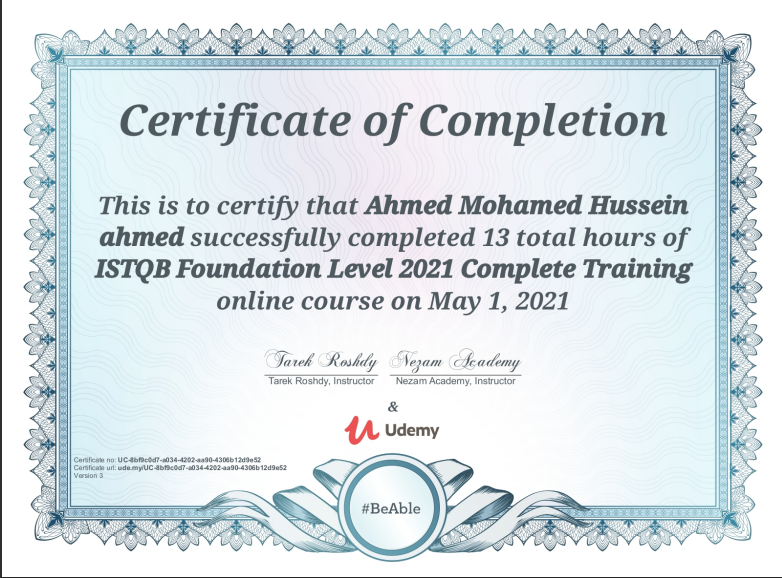 Certificate of Completion
This is to certify that Ahmed Mohamed Hussein
ahmed successfully completed 13 total hours of
ISTQB Foundation Level 2021 Complete Training
online course on May 1, 2021
Tarek Roshdy Nezam Academy
Tarek Roshdy, Instructor Nezam Academy, Instructor
&
Udemy
Certificate no: UC-8bf9c0d7-a034-4202-aa90-4306b12d9e52
Certificate url: ude.my/UC-8bf9c0d7-a034-4202-aa90-4306b12d9e52
Version 3
#BeAble